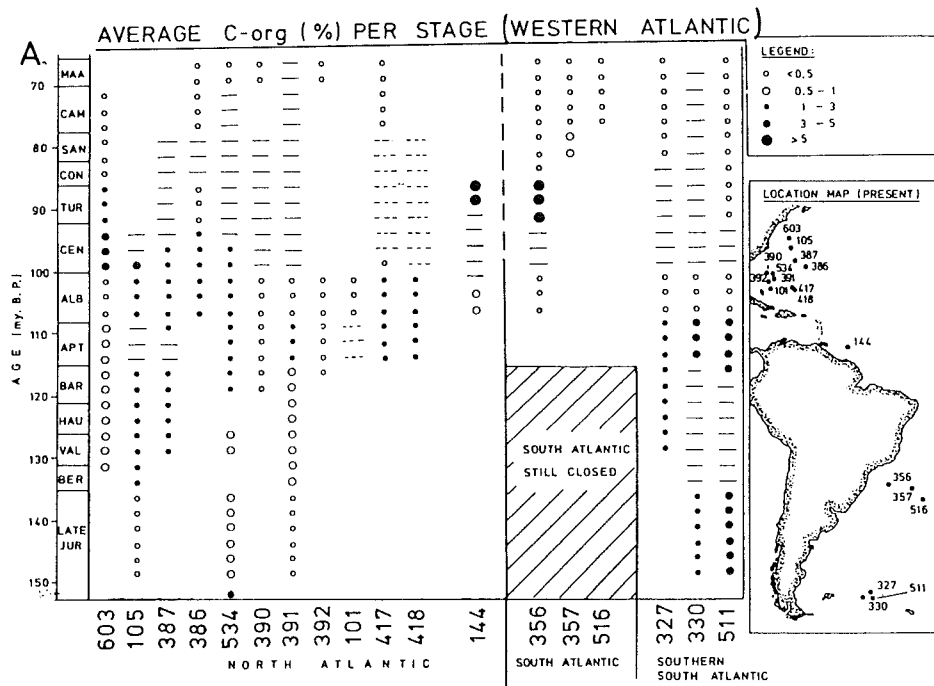 AVERAGE C-org (%) PER STAGE (WESTERN ATLANTIC)
A.
AGE (my. B.P.)
70
80
90
100
110
120
130
140
150
MAA
CAM
SAN
CON
TUR
CEN
ALB
APT
BAR
HAU
VAL
BER
LATE
JUR
SOUTH ATLANTIC
STILL CLOSED
603 105 387 386 534 390 391 392 101 417 418 144 356 357 516 327 330 511
NORTH ATLANTIC
SOUTH ATLANTIC
SOUTHERN
SOUTH ATLANTIC
LEGEND:
<0.5
0.5 - 1
1 - 3
3 - 5
>5
LOCATION MAP (PRESENT)
603
105
390
387
534
386
392
391
101
417
418
144
356
357
516
327
511
330